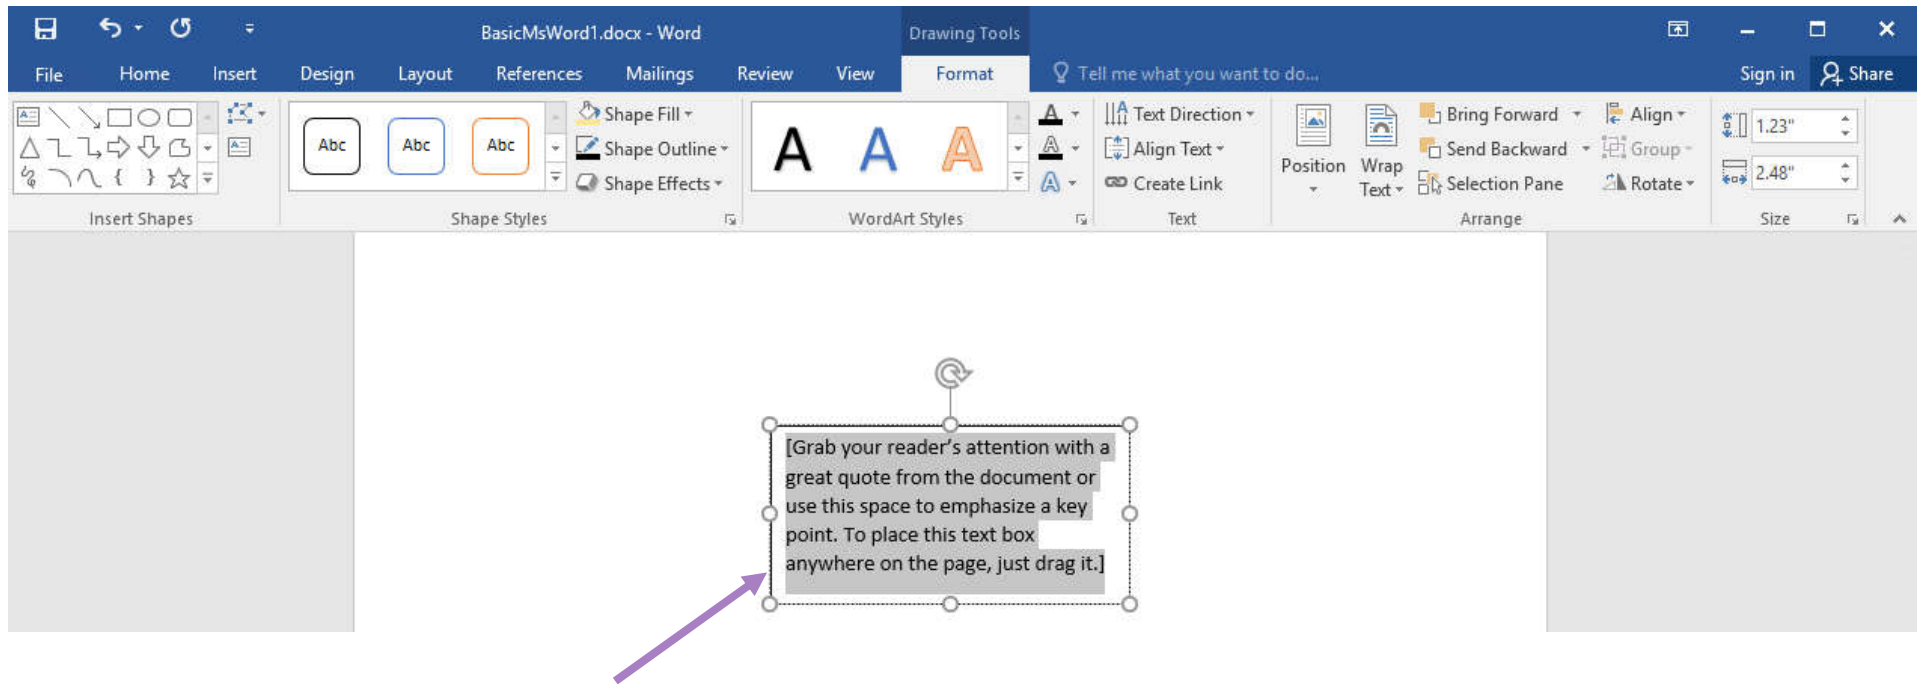 BasicMsWord1.docx - Word
Drawing Tools
File Home Insert Design Layout References Mailings Review View Format Tell me what you want to do... Sign in Share
Abc Abc Abc
Shape Fill
Shape Outline
Shape Effects
A A A
A
A
A
Text Direction
Align Text
Create Link
Position
Wrap
Text
Bring Forward
Send Backward
Selection Pane
Align
Group
Rotate
1.23"
2.48"
Insert Shapes Shape Styles WordArt Styles Text Arrange Size
[Grab your reader’s attention with a
great quote from the document or
use this space to emphasize a key
point. To place this text box
anywhere on the page, just drag it.]